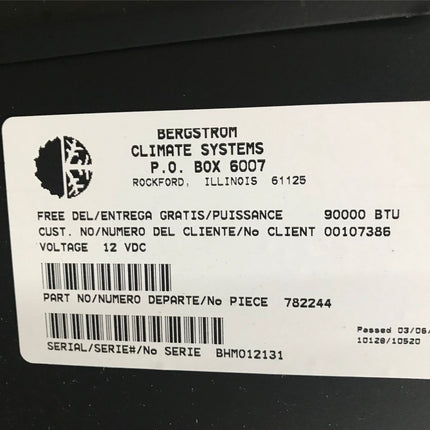 BERGSTROM
CLIMATE SYSTEMS
P.O. BOX 6007
ROCKFORD, ILLINOIS 61125
FREE DEL/ENTREGA GRATIS/PUISSANCE 90000 BTU
CUST. NO/NUMERO DEL CLIENTE/No CLIENT 00107386
VOLTAGE 12 VDC
PART NO/NUMERO DEPARTE/No PIECE 782244
Passed 03/06/
10128/10520
SERIAL/SERIE#/No SERIE BHM012131